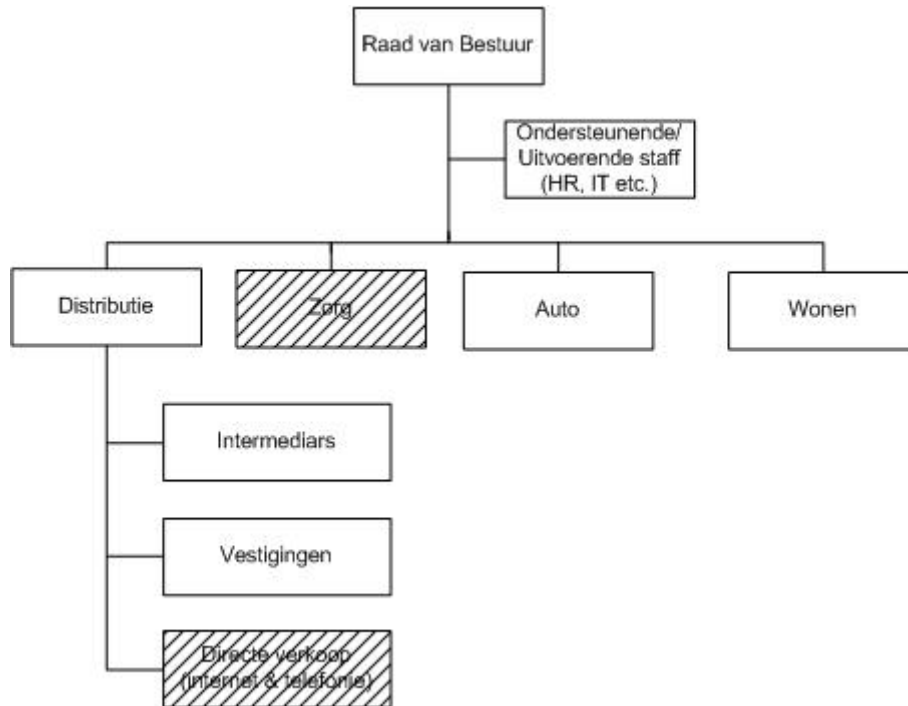 Raad van Bestuur
Ondersteunende/
Uitvoerende staff
(HR, IT etc.)
Distributie
Zorg
Auto
Wonen
Intermediars
Vestigingen
Directe verkoop
(internet & telefonie)